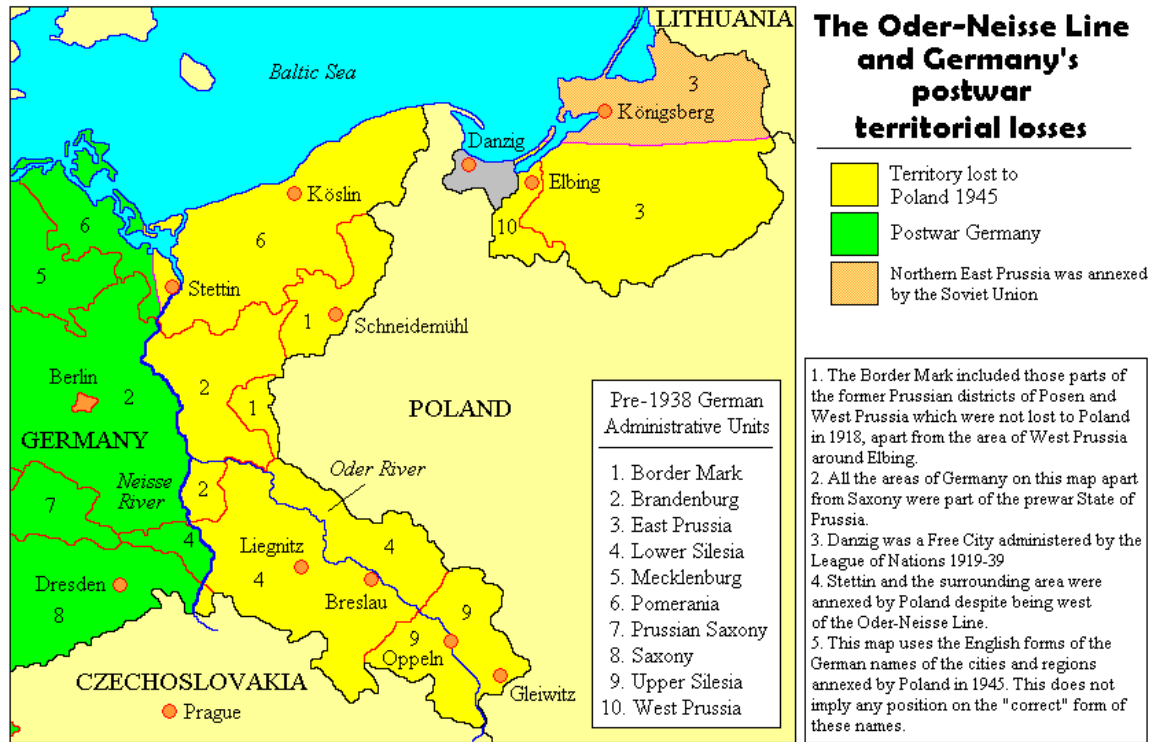 LITHUANIA
Baltic Sea
3
Königsberg
Danzig
Elbing
Köslin
10
3
6
6
5
Stettin
1
Schneidemühl
Berlin
2
2
1
POLAND
GERMANY
Neisse
River
Oder River
2
7
4
Liegnitz
4
4
Dresden
Breslau
8
9
9
Oppeln
Gleiwitz
CZECHOSLOVAKIA
Prague
Pre-1938 German
Administrative Units
1. Border Mark
2. Brandenburg
3. East Prussia
4. Lower Silesia
5. Mecklenburg
6. Pomerania
7. Prussian Saxony
8. Saxony
9. Upper Silesia
10. West Prussia
The Oder-Neisse Line
and Germany's
postwar
territorial losses
Territory lost to
Poland 1945
Postwar Germany
Northern East Prussia was annexed
by the Soviet Union
1. The Border Mark included those parts of
the former Prussian districts of Posen and
West Prussia which were not lost to Poland
in 1918, apart from the area of West Prussia
around Elbing.
2. All the areas of Germany on this map apart
from Saxony were part of the prewar State of
Prussia.
3. Danzig was a Free City administered by the
League of Nations 1919-39
4. Stettin and the surrounding area were
annexed by Poland despite being west
of the Oder-Neisse Line.
5. This map uses the English forms of the
German names of the cities and regions
annexed by Poland in 1945. This does not
imply any position on the "correct" form of
these names.